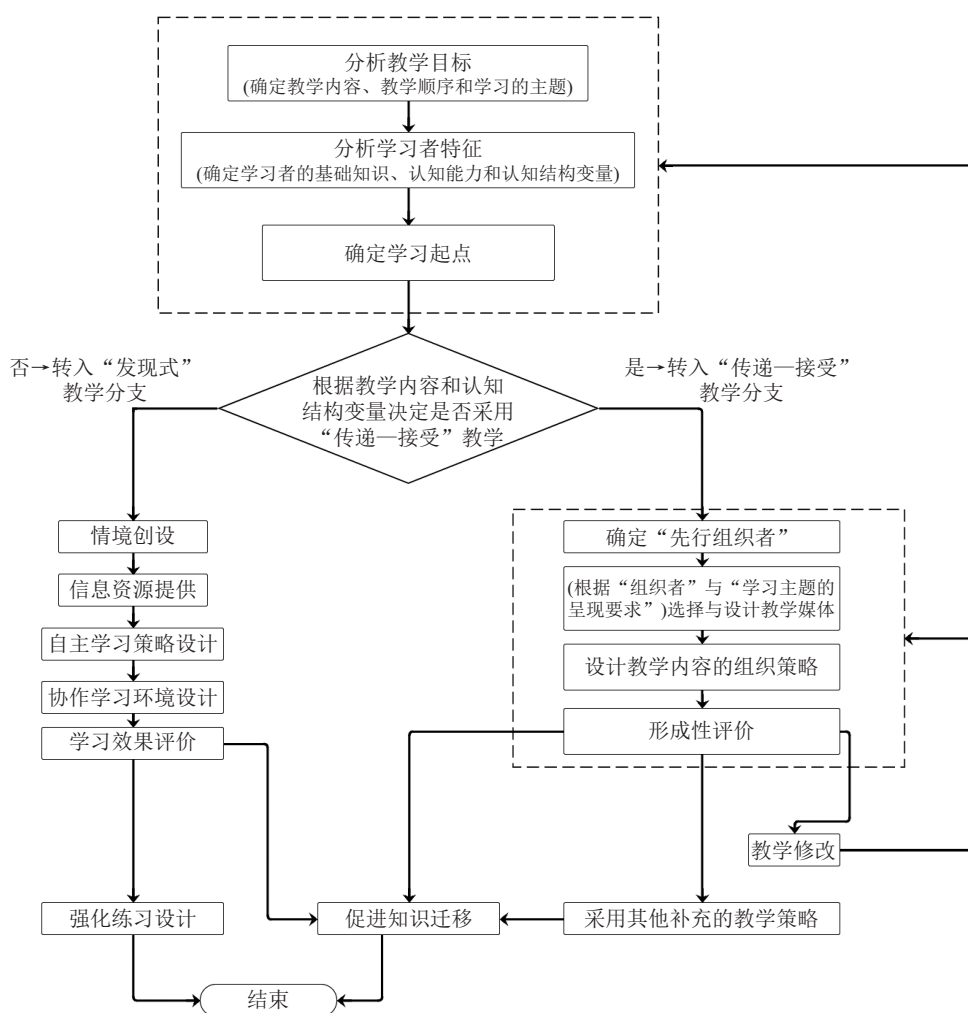 分析教学目标
(确定教学内容、教学顺序和学习的主题)
分析学习者特征
(确定学习者的基础知识、认知能力和认知结构变量)
确定学习起点
否→转入“发现式”
教学分支
是→转入“传递—接受”
教学分支
根据教学内容和认知
结构变量决定是否采用
“传递—接受”教学
情境创设
信息资源提供
自主学习策略设计
协作学习环境设计
学习效果评价
确定“先行组织者”
(根据“组织者”与“学习主题的
呈现要求”)选择与设计教学媒体
设计教学内容的组织策略
形成性评价
教学修改
强化练习设计
促进知识迁移
采用其他补充的教学策略
结束